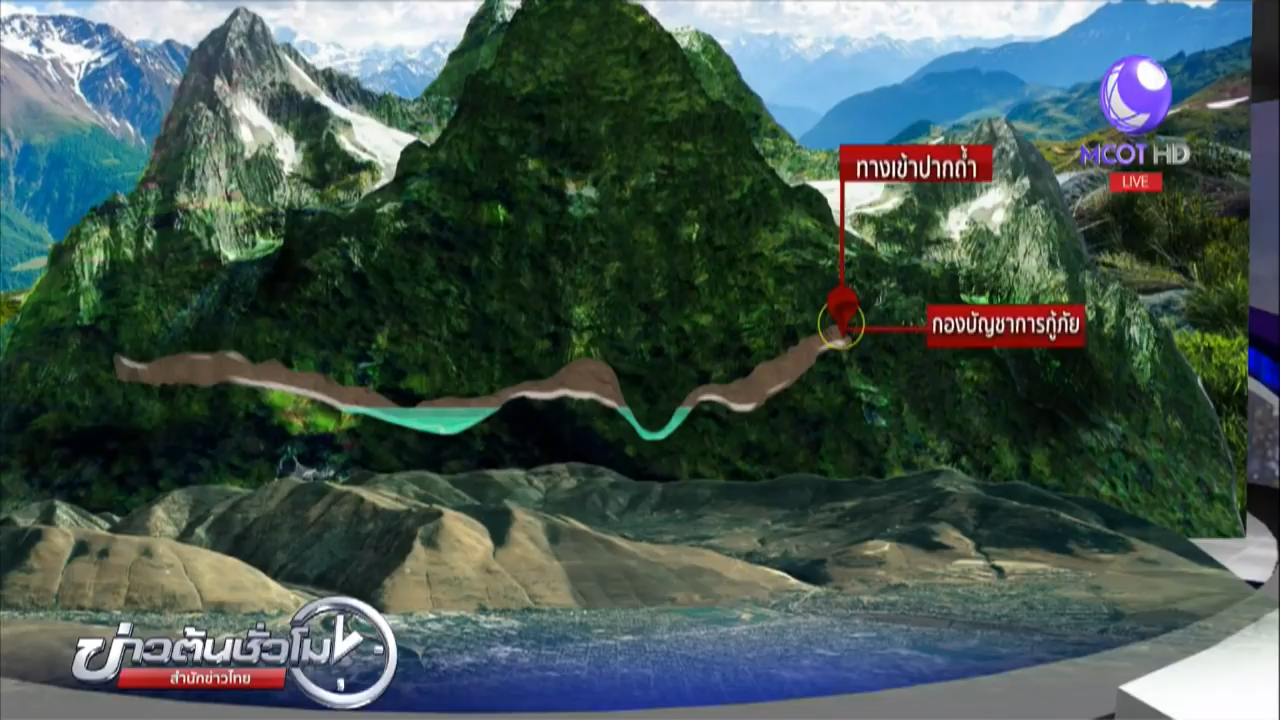 MCOT HD
LIVE
ทางเข้าปากถ้ำ
กองบัญชาการกู้ภัย
ข่าวต้นชั่วโมง
สำนักข่าวไทย